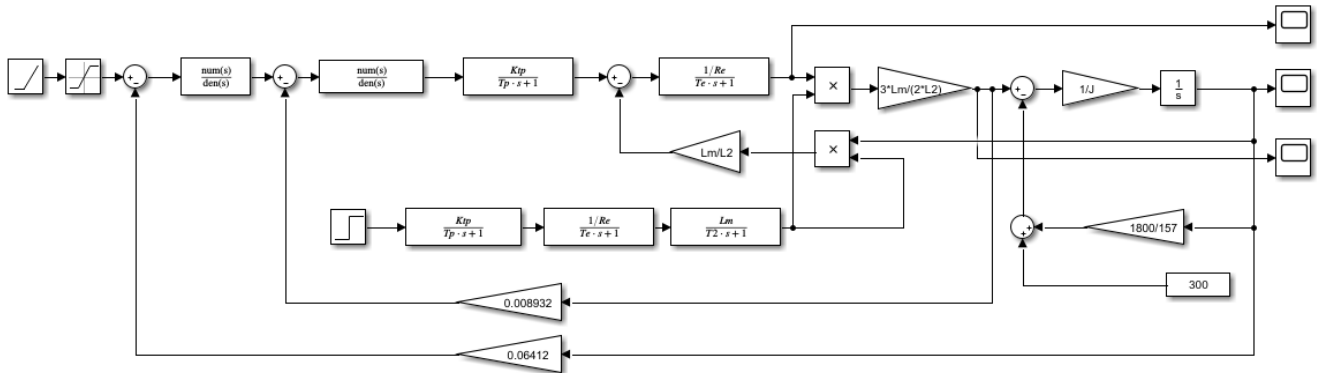 num(s)
den(s)
num(s)
den(s)
Ktp
Tp · s + 1
1/Re
Te · s + 1
×
3*Lm/(2*L2)
1/J
1
s
Lm/L2
×
Ktp
Tp · s + 1
1/Re
Te · s + 1
Lm
T2 · s + 1
1800/157
300
0.008932
0.06412